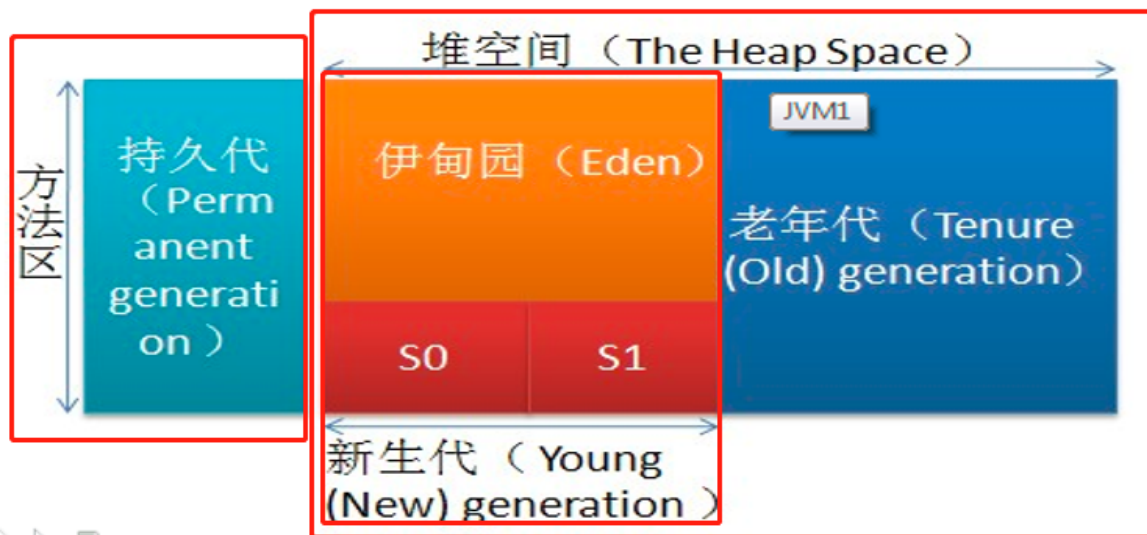 堆空间（The Heap Space）
方法区
持久代
（Perm
anent
generati
on ）
伊甸园（Eden）
S0
S1
新生代（ Young
(New) generation ）
JVM1
老年代（Tenure
(Old) generation）